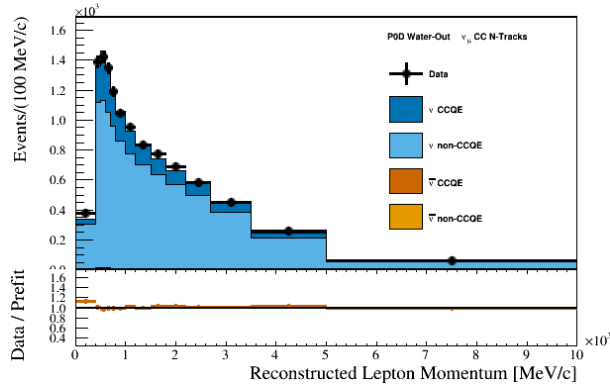 ×10³
P0D Water-Out ν_μ CC N-Tracks
Data
ν CCQE
ν non-CCQE
ν̅ CCQE
ν̅ non-CCQE
Events/(100 MeV/c)
1.6
1.4
1.2
1.0
0.8
0.6
0.4
0.2
0.0
Data / Prefit
1.6
1.4
1.2
1.0
0.8
0.6
0.4
0 1 2 3 4 5 6 7 8 9 10
×10³
Reconstructed Lepton Momentum [MeV/c]